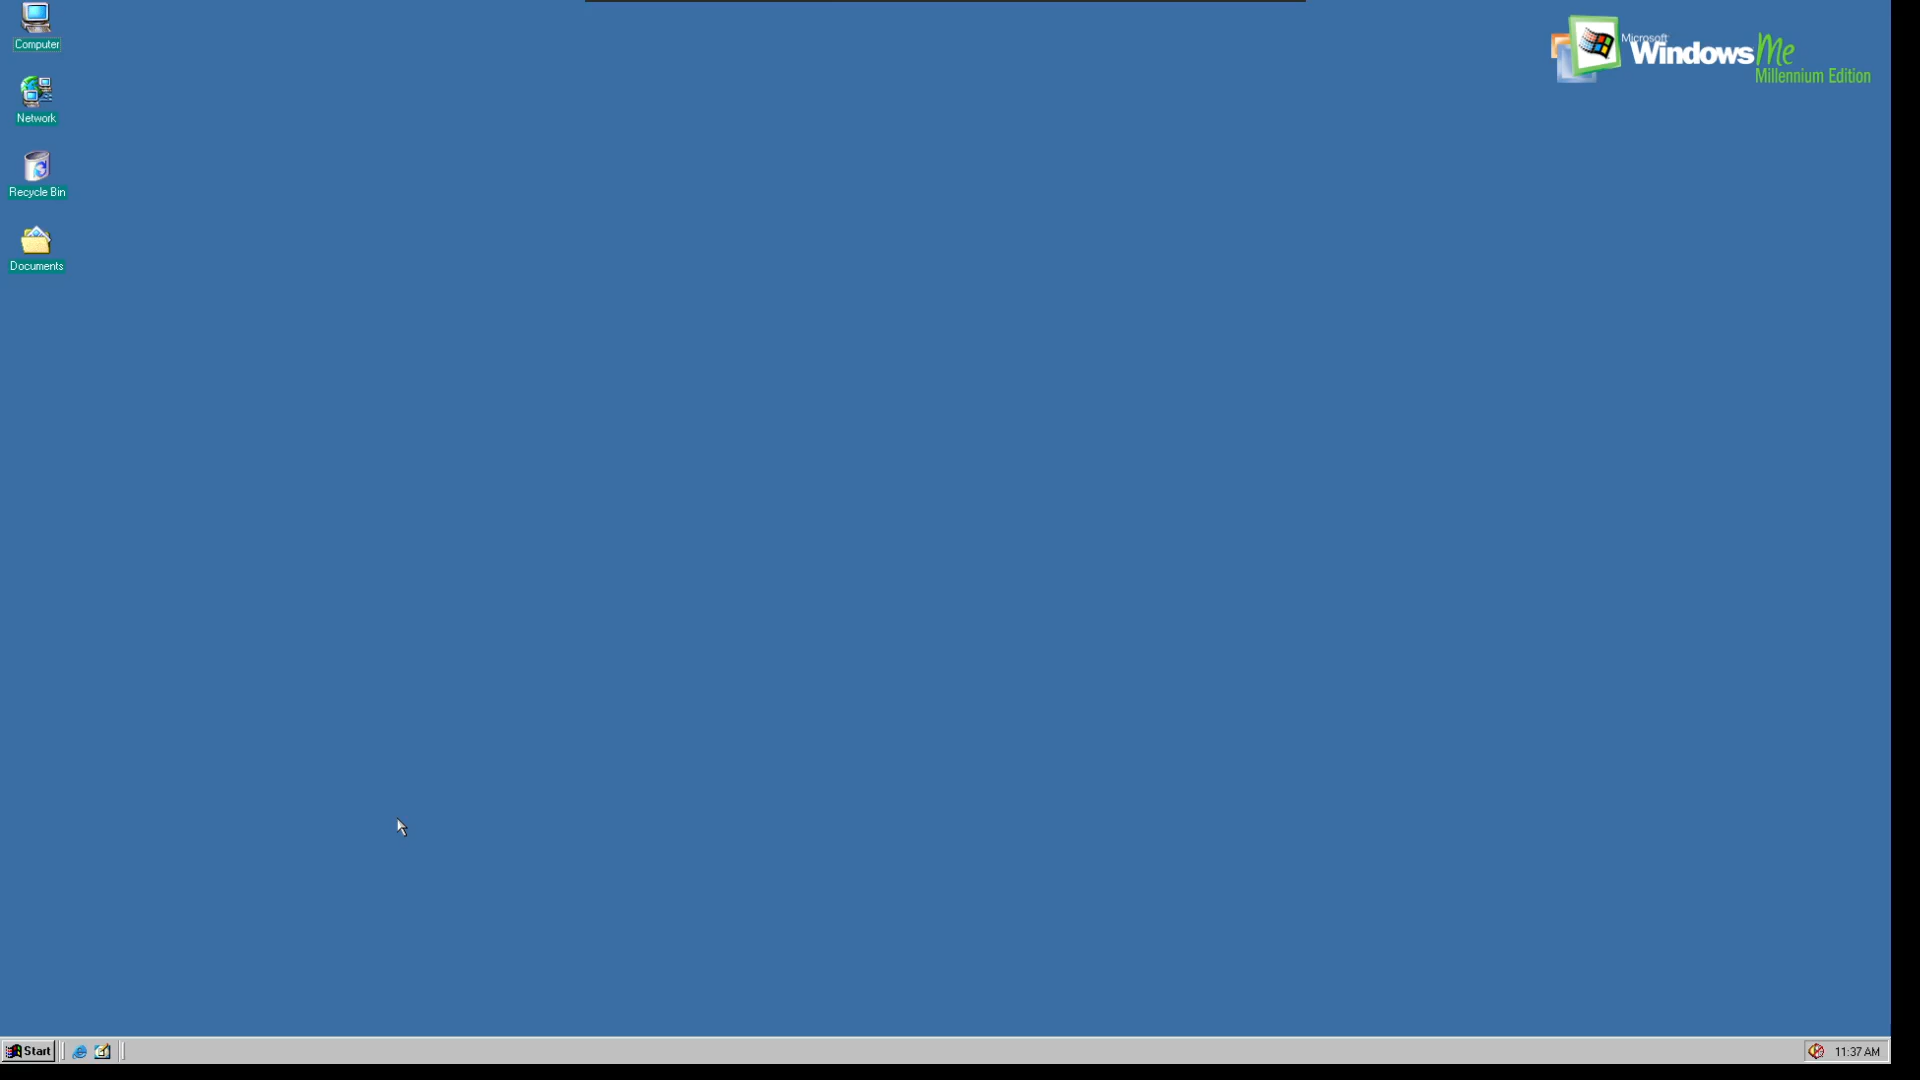 Computer
Network
Recycle Bin
Documents
Microsoft
Windows Me
Millennium Edition
Start
11:37 AM